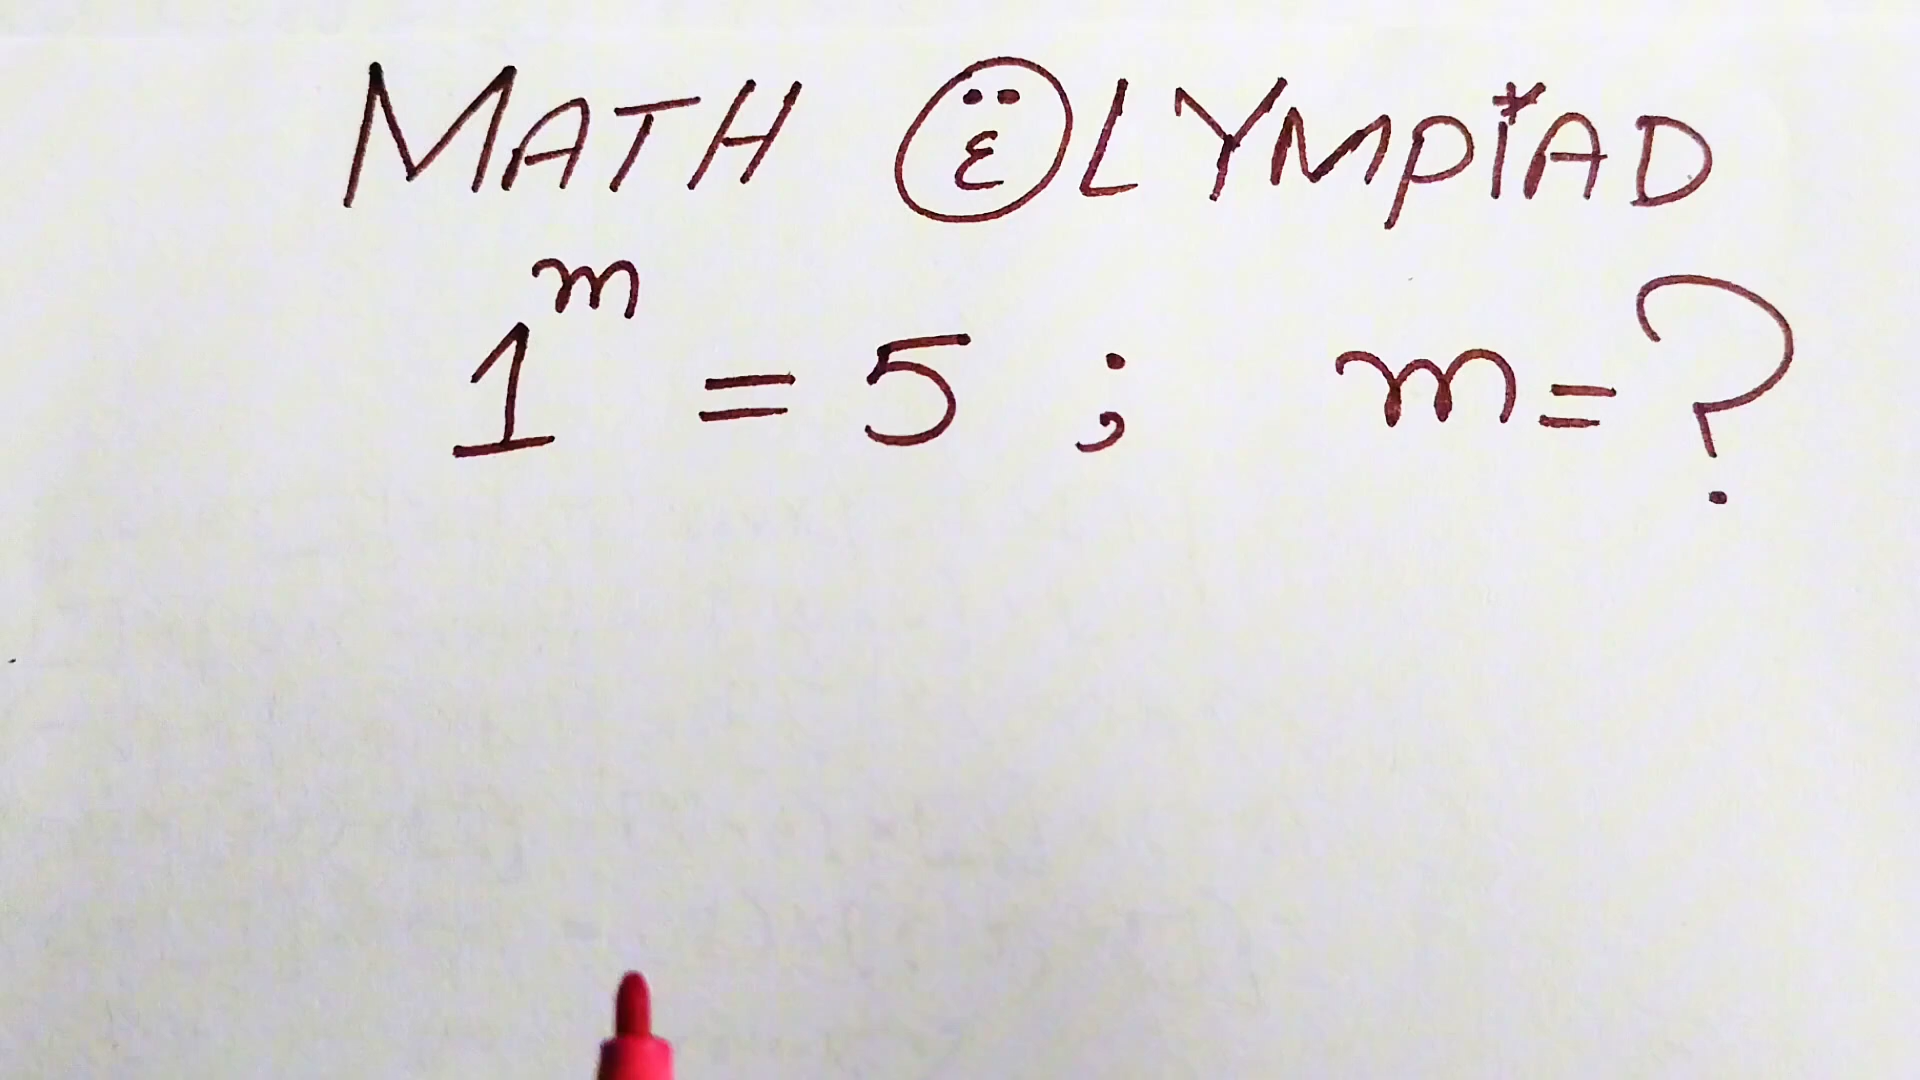 MATH OLYMPIAD
1^m = 5 ; m = ?